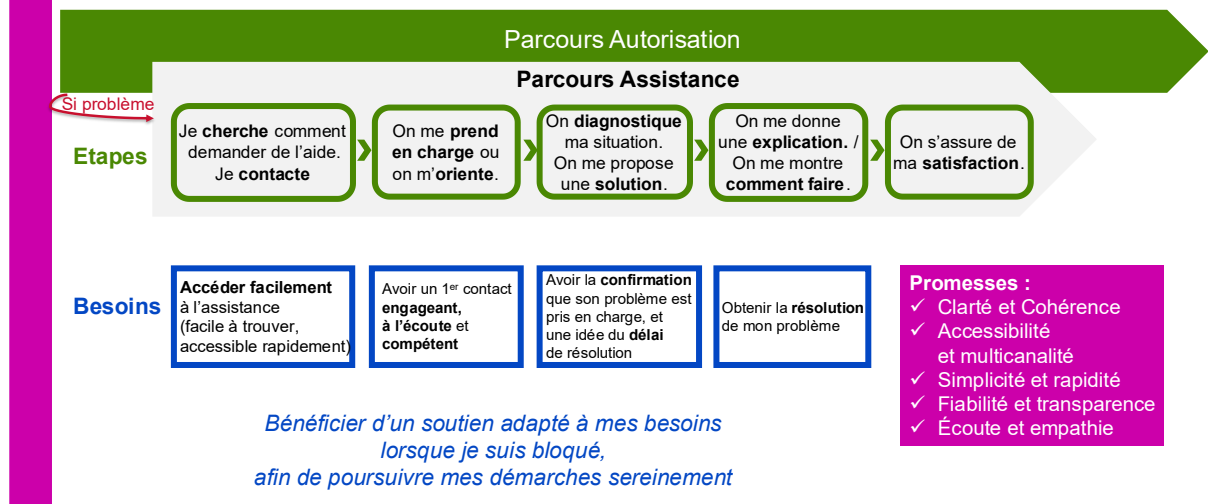 Parcours Autorisation
Parcours Assistance
Si problème
Etapes
Je cherche comment
demander de l’aide.
Je contacte
On me prend
en charge ou
on m’oriente.
On diagnostique
ma situation.
On me propose
une solution.
On me donne
une explication. /
On me montre
comment faire.
On s’assure de
ma satisfaction.
Besoins
Accéder facilement
à l’assistance
(facile à trouver,
accessible rapidement)
Avoir un 1er contact
engageant,
à l’écoute et
compétent
Avoir la confirmation
que son problème est
pris en charge, et
une idée du délai
de résolution
Obtenir la résolution
de mon problème
Promesses :
✓ Clarté et Cohérence
✓ Accessibilité
et multicanalité
✓ Simplicité et rapidité
✓ Fiabilité et transparence
✓ Écoute et empathie
Bénéficier d’un soutien adapté à mes besoins
lorsque je suis bloqué,
afin de poursuivre mes démarches sereinement